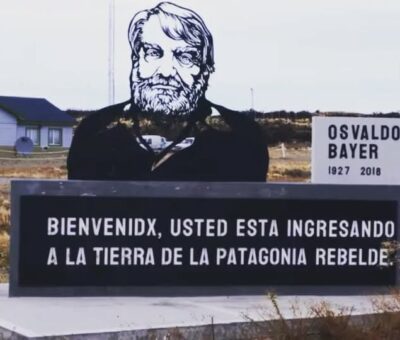 OSVALDO
BAYER
1927 2018
BIENVENIDX, USTED ESTA INGRESANDO
A LA TIERRA DE LA PATAGONIA REBELDE.